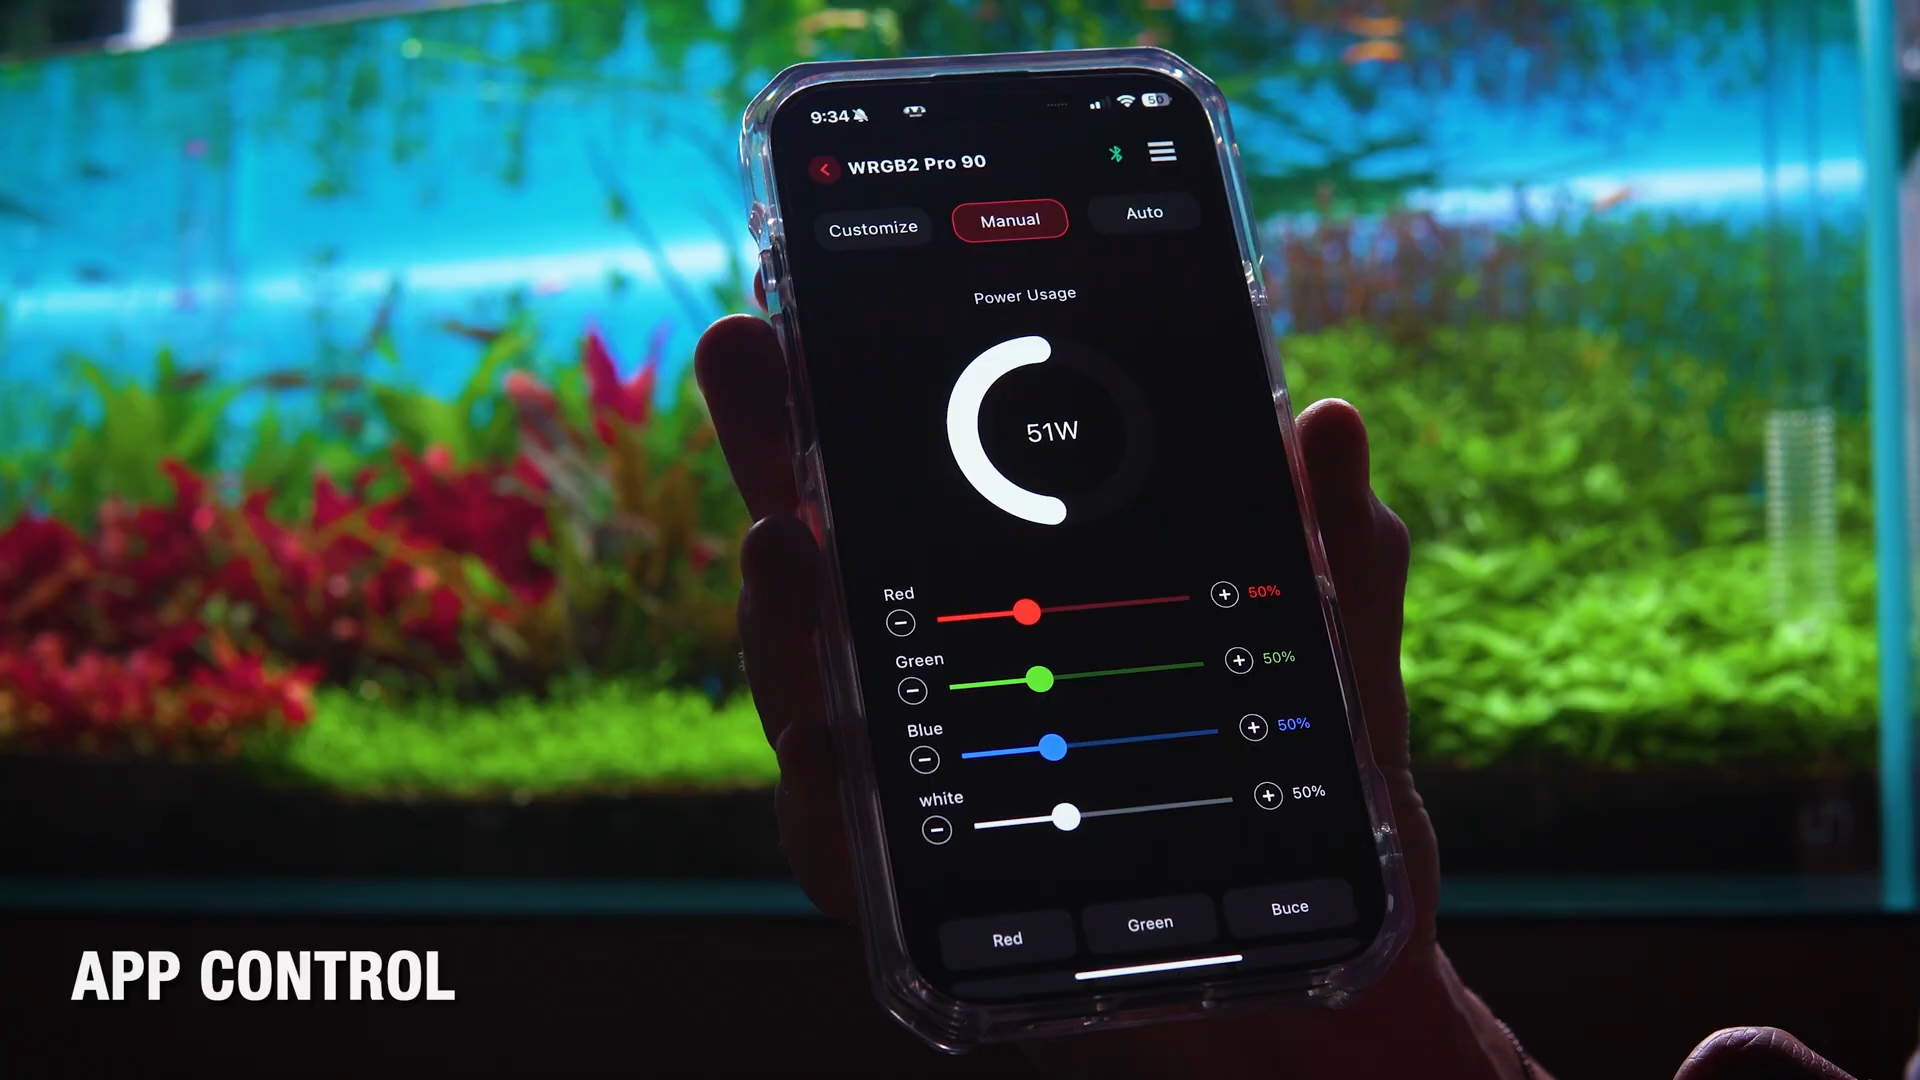 9:34
50
WRGB2 Pro 90
Customize
Manual
Auto
Power Usage
51W
Red
50%
Green
50%
Blue
50%
white
50%
Red
Green
Buce
APP CONTROL